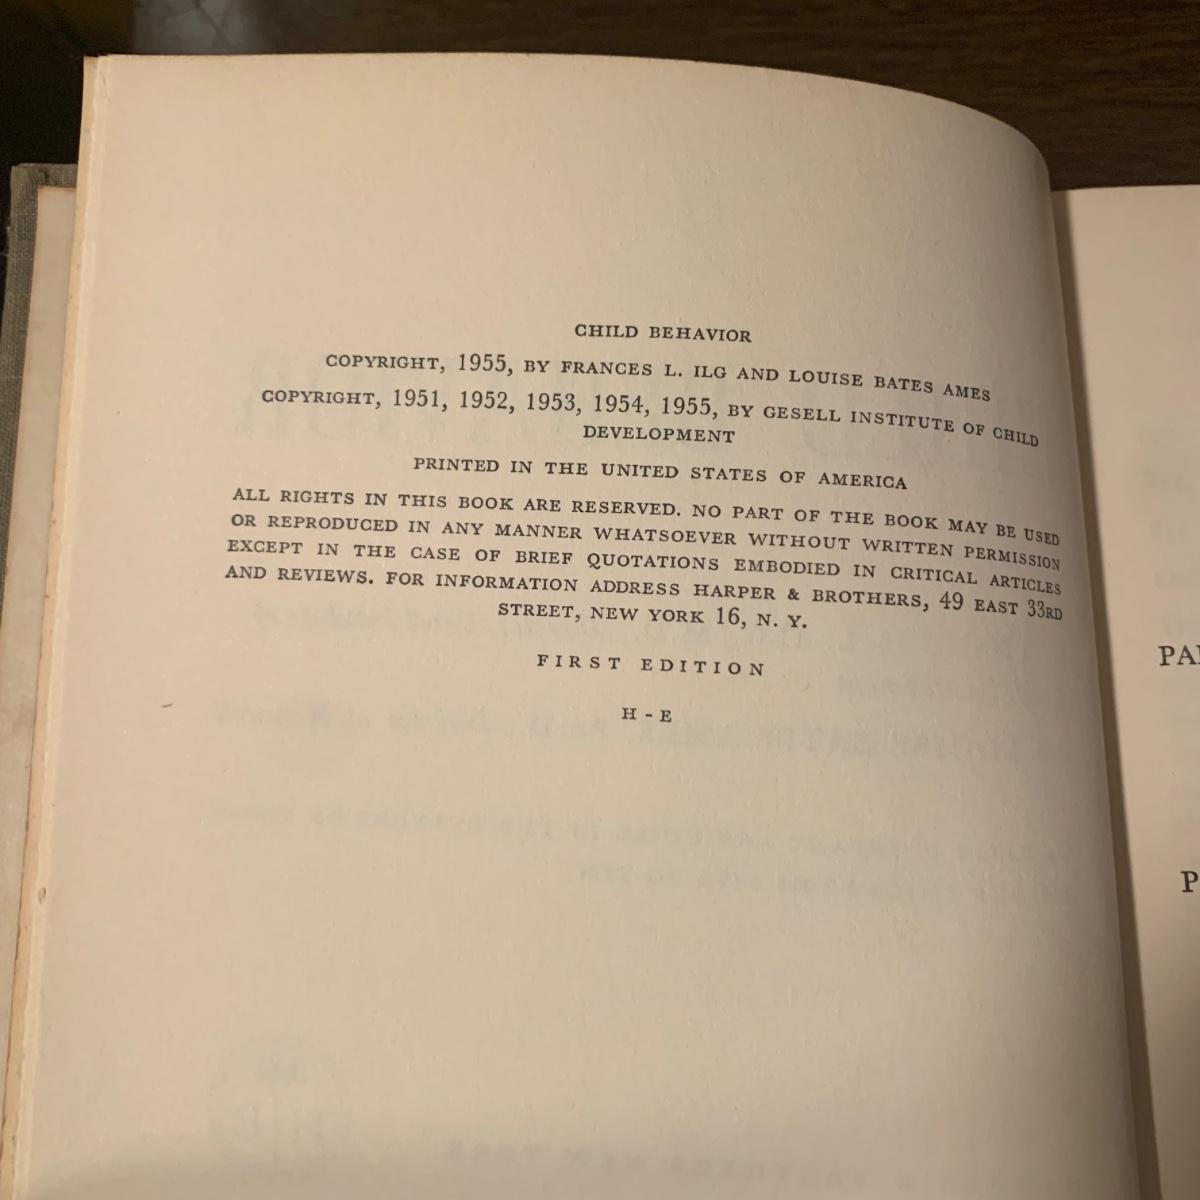 CHILD BEHAVIOR
COPYRIGHT, 1955, BY FRANCES L. ILG AND LOUISE BATES AMES
COPYRIGHT, 1951, 1952, 1953, 1954, 1955, BY GESELL INSTITUTE OF CHILD
DEVELOPMENT
PRINTED IN THE UNITED STATES OF AMERICA
ALL RIGHTS IN THIS BOOK ARE RESERVED. NO PART OF THE BOOK MAY BE USED
OR REPRODUCED IN ANY MANNER WHATSOEVER WITHOUT WRITTEN PERMISSION
EXCEPT IN THE CASE OF BRIEF QUOTATIONS EMBODIED IN CRITICAL ARTICLES
AND REVIEWS. FOR INFORMATION ADDRESS HARPER & BROTHERS, 49 EAST 33RD
STREET, NEW YORK 16, N. Y.
FIRST EDITION
H - E